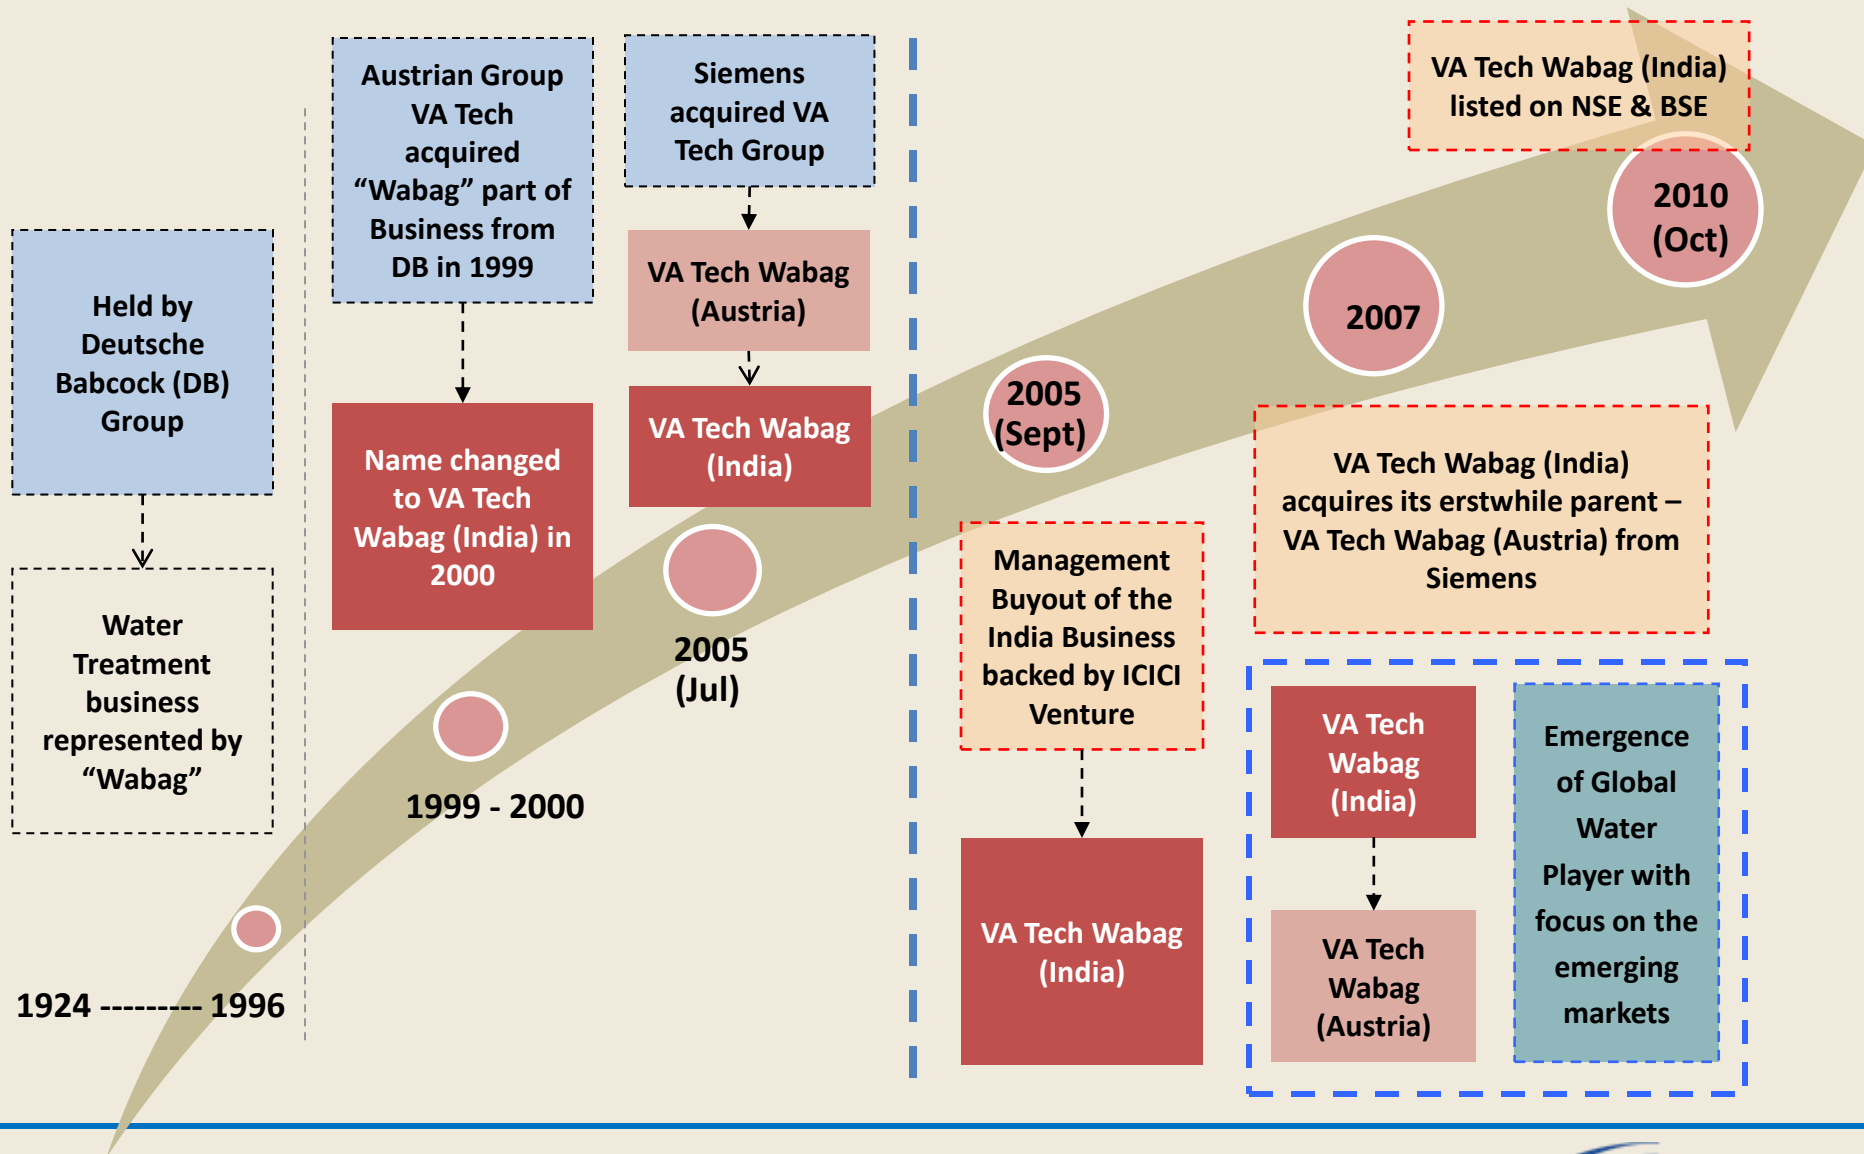 Held by
Deutsche
Babcock (DB)
Group
Water
Treatment
business
represented by
“Wabag”
1924 --------- 1996
Austrian Group
VA Tech
acquired
“Wabag” part of
Business from
DB in 1999
Name changed
to VA Tech
Wabag (India) in
2000
1999 - 2000
Siemens
acquired VA
Tech Group
VA Tech Wabag
(Austria)
VA Tech Wabag
(India)
2005
(Jul)
2005
(Sept)
Management
Buyout of the
India Business
backed by ICICI
Venture
VA Tech Wabag
(India)
2007
VA Tech Wabag (India)
acquires its erstwhile parent –
VA Tech Wabag (Austria) from
Siemens
VA Tech
Wabag
(India)
VA Tech
Wabag
(Austria)
Emergence
of Global
Water
Player with
focus on the
emerging
markets
VA Tech Wabag (India)
listed on NSE & BSE
2010
(Oct)